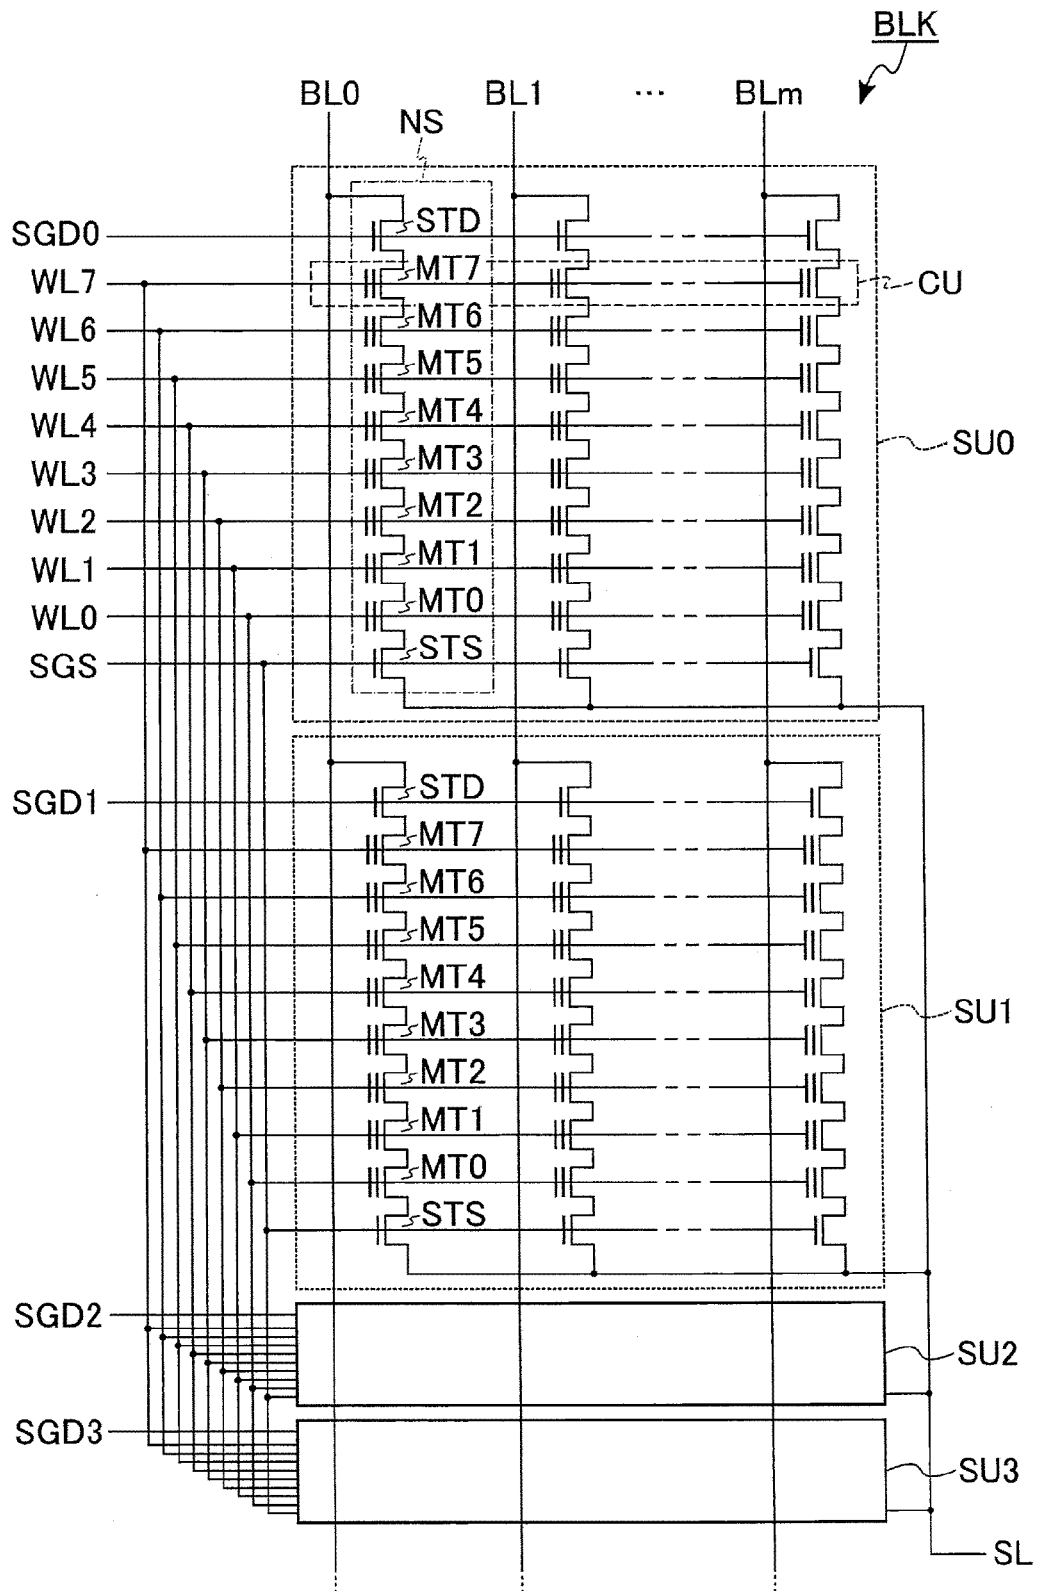 BLK
BL0 BL1 ... BLm
NS
SGD0 STD
WL7 MT7 CU
WL6 MT6
WL5 MT5
WL4 MT4 SU0
WL3 MT3
WL2 MT2
WL1 MT1
WL0 MT0
SGS STS
SGD1 STD
MT7
MT6
MT5
MT4
MT3 SU1
MT2
MT1
MT0
STS
SGD2
SU2
SGD3
SU3
SL